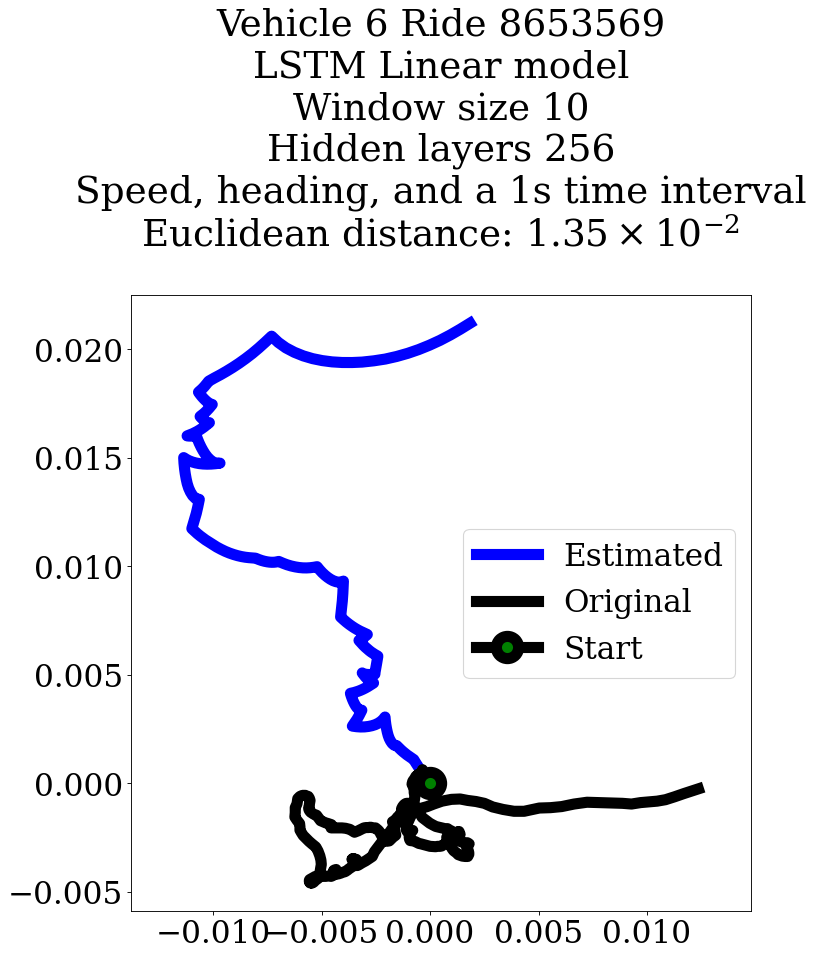 Vehicle 6 Ride 8653569
LSTM Linear model
Window size 10
Hidden layers 256
Speed, heading, and a 1s time interval
Euclidean distance: 1.35 × 10⁻²
0.020
0.015
0.010
0.005
0.000
−0.005
Estimated
Original
Start
−0.010 −0.005 0.000 0.005 0.010